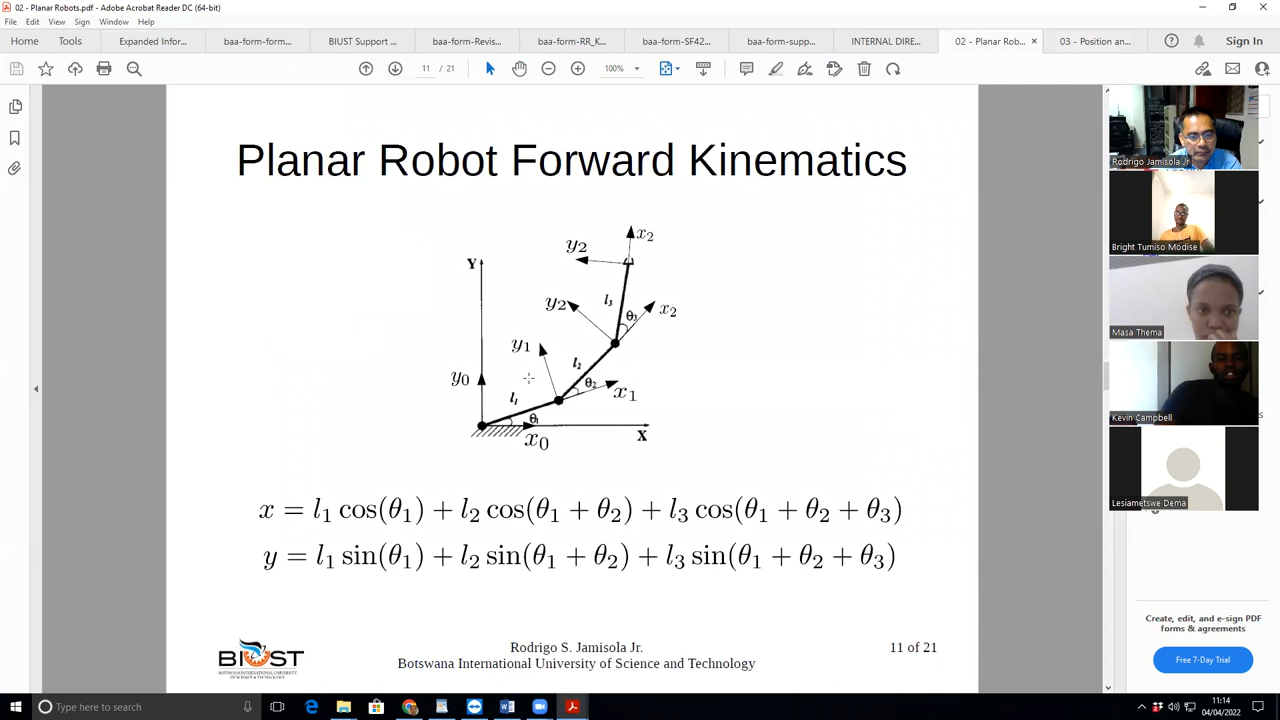 02 - Planar Robots.pdf - Adobe Acrobat Reader DC (64-bit)
File Edit View Sign Window Help
Home Tools Expanded Infor... baa-form-form... BIUST Support ... baa-form-Revis... baa-form-RR_K... baa-form-SF42... baa-form-supp... INTERNAL DIRE... 02 - Planar Rob... × 03 - Position an... Sign In
11 / 21 100%
Planar Robot Forward Kinematics
x2
y2
Y
l3
y2
θ3
x2
y1
l2
θ2
y0
x1
l1
θ1
x0
X
x = l1 cos(θ1) + l2 cos(θ1 + θ2) + l3 cos(θ1 + θ2 + θ3)
y = l1 sin(θ1) + l2 sin(θ1 + θ2) + l3 sin(θ1 + θ2 + θ3)
BIUST
BOTSWANA INTERNATIONAL UNIVERSITY
OF SCIENCE & TECHNOLOGY
Rodrigo S. Jamisola Jr.
Botswana International University of Science and Technology
11 of 21
Rodrigo Jamisola Jr
Bright Tumiso Modise
Masa Thema
Kevin Campbell
Lesiametswe Dema
Create, edit, and e-sign PDF
forms & agreements
Free 7-Day Trial
Type here to search
11:14
04/04/2022